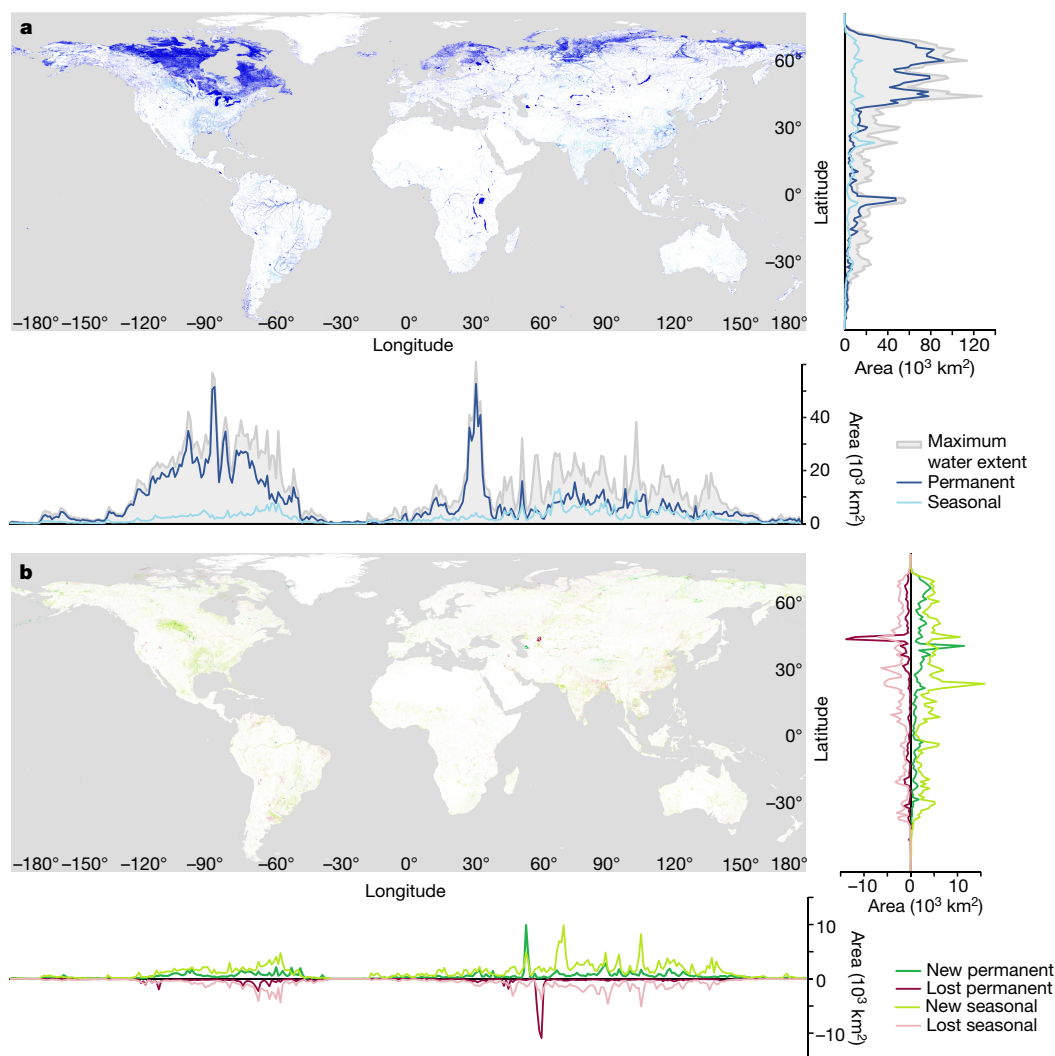 a
60°
30°
0°
−30°
Latitude
−180° −150° −120° −90° −60° −30° 0° 30° 60° 90° 120° 150° 180°
Longitude
0 40 80 120
Area (10³ km²)
40
20
0
Area (10³ km²)
Maximum
water extent
Permanent
Seasonal
b
60°
30°
0°
−30°
Latitude
−180° −150° −120° −90° −60° −30° 0° 30° 60° 90° 120° 150° 180°
Longitude
−10 0 10
Area (10³ km²)
10
0
−10
Area (10³ km²)
New permanent
Lost permanent
New seasonal
Lost seasonal